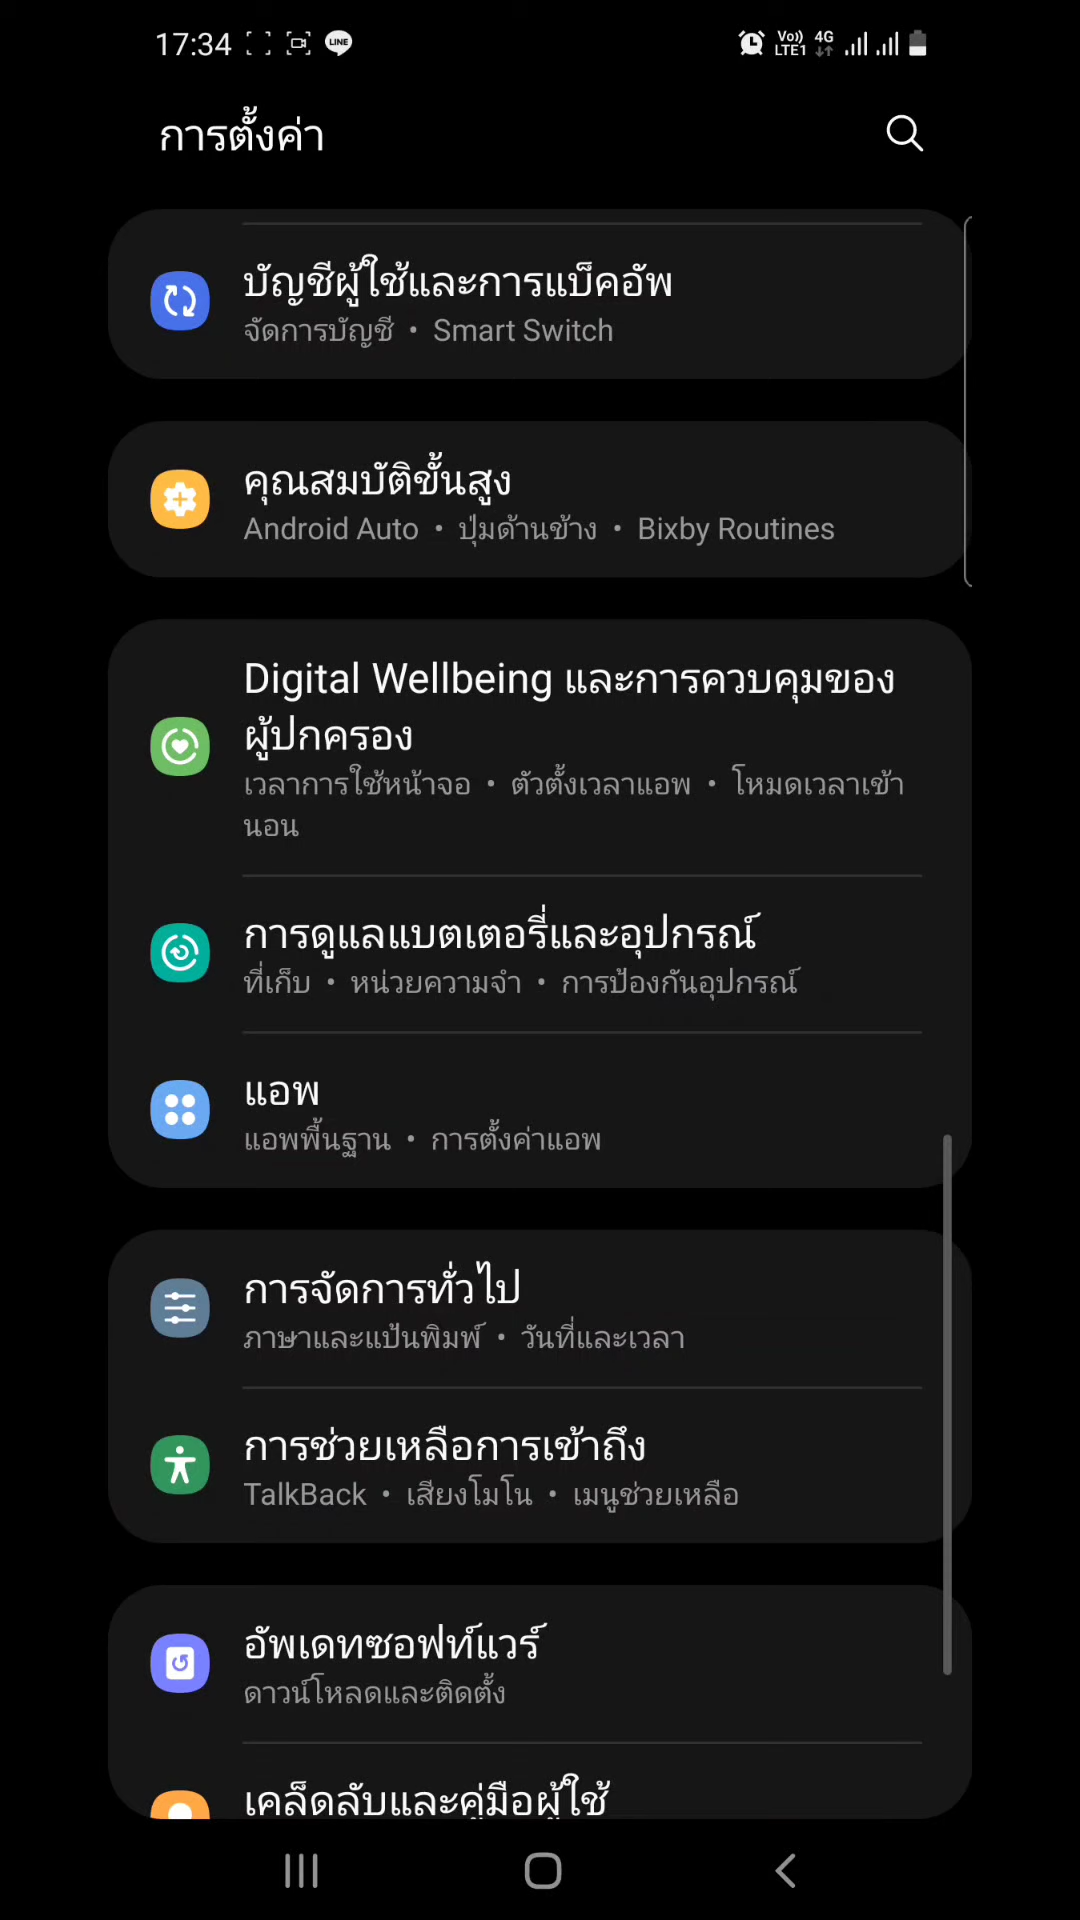 17:34 LINE Vo)) LTE1 4G
การตั้งค่า
บัญชีผู้ใช้และการแบ็คอัพ
จัดการบัญชี • Smart Switch
คุณสมบัติขั้นสูง
Android Auto • ปุ่มด้านข้าง • Bixby Routines
Digital Wellbeing และการควบคุมของ
ผู้ปกครอง
เวลาการใช้หน้าจอ • ตัวตั้งเวลาแอพ • โหมดเวลาเข้า
นอน
การดูแลแบตเตอรี่และอุปกรณ์
ที่เก็บ • หน่วยความจำ • การป้องกันอุปกรณ์
แอพ
แอพพื้นฐาน • การตั้งค่าแอพ
การจัดการทั่วไป
ภาษาและแป้นพิมพ์ • วันที่และเวลา
การช่วยเหลือการเข้าถึง
TalkBack • เสียงโมโน • เมนูช่วยเหลือ
อัพเดทซอฟท์แวร์
ดาวน์โหลดและติดตั้ง
เคล็ดลับและคู่มือผู้ใช้